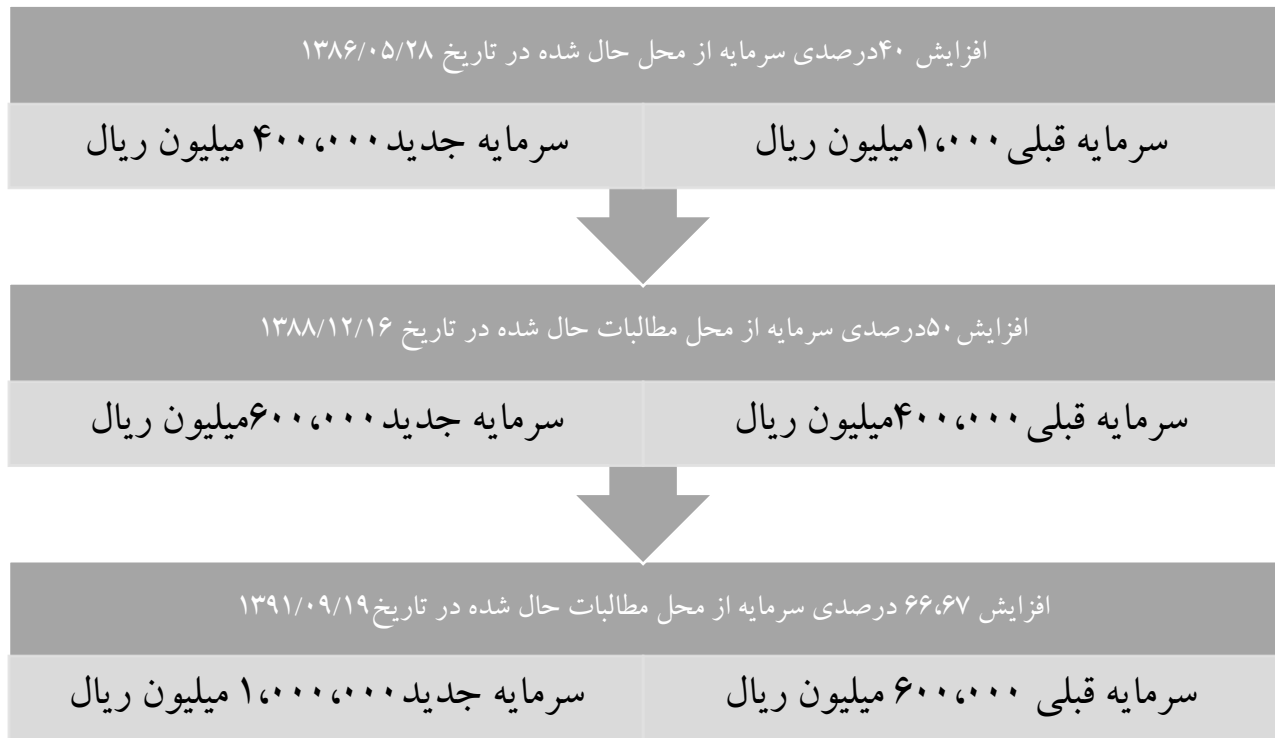 افزایش ۴۰درصدی سرمایه از محل حال شده در تاریخ ۱۳۸۶/۰۵/۲۸
سرمایه قبلی ۱،۰۰۰میلیون ریال
سرمایه جدید ۴۰۰،۰۰۰ میلیون ریال
افزایش ۵۰درصدی سرمایه از محل مطالبات حال شده در تاریخ ۱۳۸۸/۱۲/۱۶
سرمایه قبلی ۴۰۰،۰۰۰میلیون ریال
سرمایه جدید ۶۰۰،۰۰۰میلیون ریال
افزایش ۶۶،۶۷ درصدی سرمایه از محل مطالبات حال شده در تاریخ۱۳۹۱/۰۹/۱۹
سرمایه قبلی ۶۰۰،۰۰۰ میلیون ریال
سرمایه جدید ۱،۰۰۰،۰۰۰ میلیون ریال